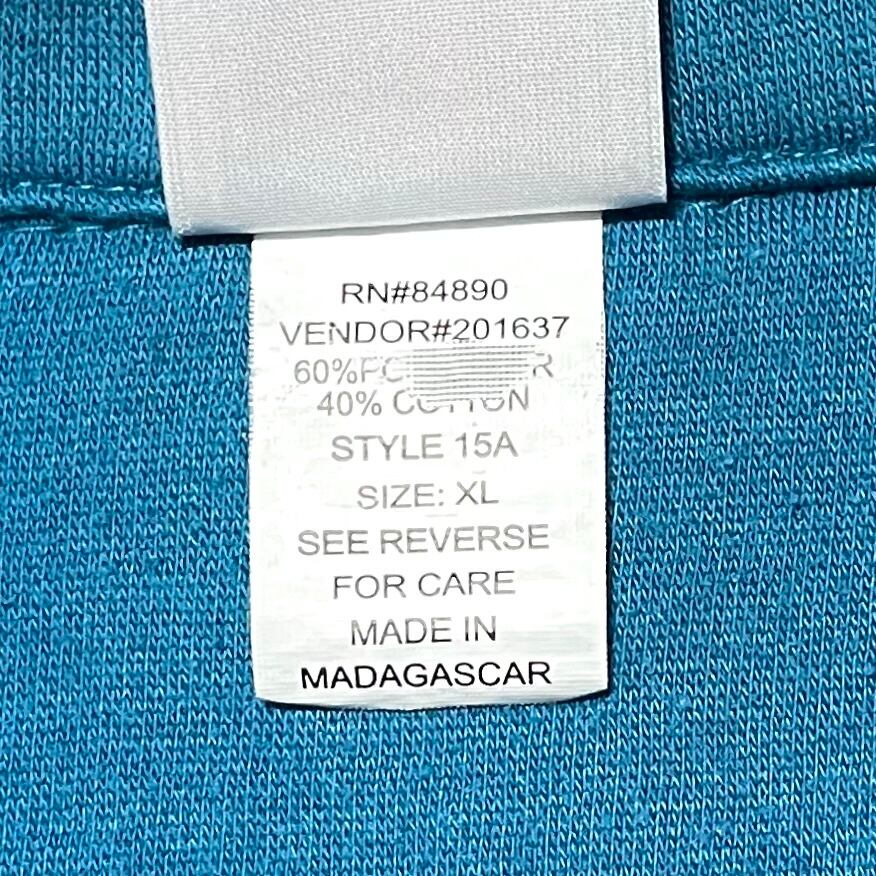 RN#84890
VENDOR#201637
60%
40% COTTON
STYLE 15A
SIZE: XL
SEE REVERSE
FOR CARE
MADE IN
MADAGASCAR